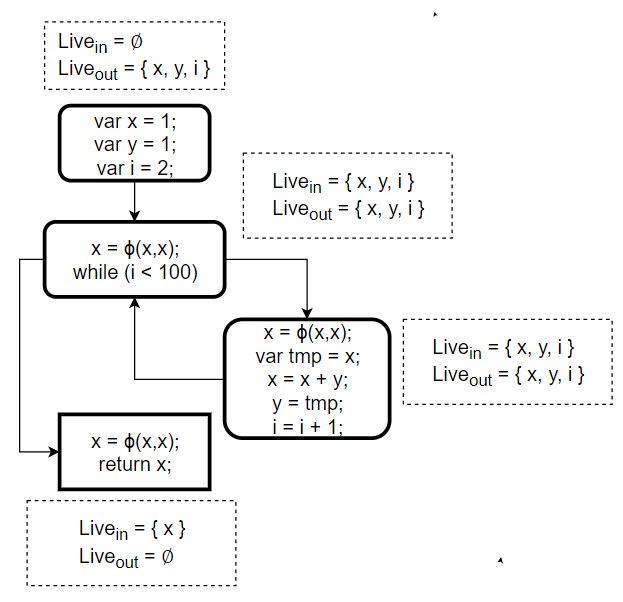 Livein = ∅
Liveout = { x, y, i }
var x = 1;
var y = 1;
var i = 2;
Livein = { x, y, i }
Liveout = { x, y, i }
x = ϕ(x,x);
while (i < 100)
x = ϕ(x,x);
var tmp = x;
x = x + y;
y = tmp;
i = i + 1;
Livein = { x, y, i }
Liveout = { x, y, i }
x = ϕ(x,x);
return x;
Livein = { x }
Liveout = ∅